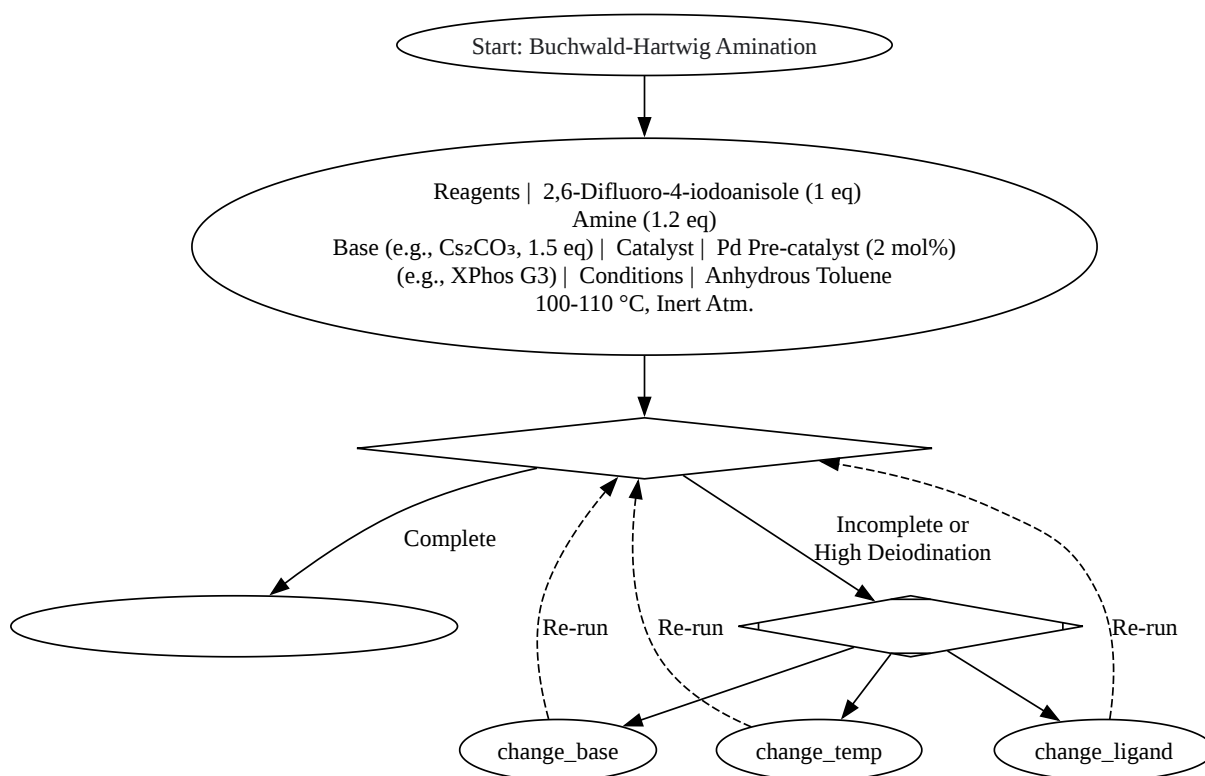 Start: Buchwald-Hartwig Amination
Reagents | 2,6-Difluoro-4-iodoanisole (1 eq)
Amine (1.2 eq)
Base (e.g., Cs₂CO₃, 1.5 eq) | Catalyst | Pd Pre-catalyst (2 mol%)
(e.g., XPhos G3) | Conditions | Anhydrous Toluene
100-110 °C, Inert Atm.
Complete
Incomplete or
High Deiodination
Re-run
Re-run
Re-run
change_base
change_temp
change_ligand